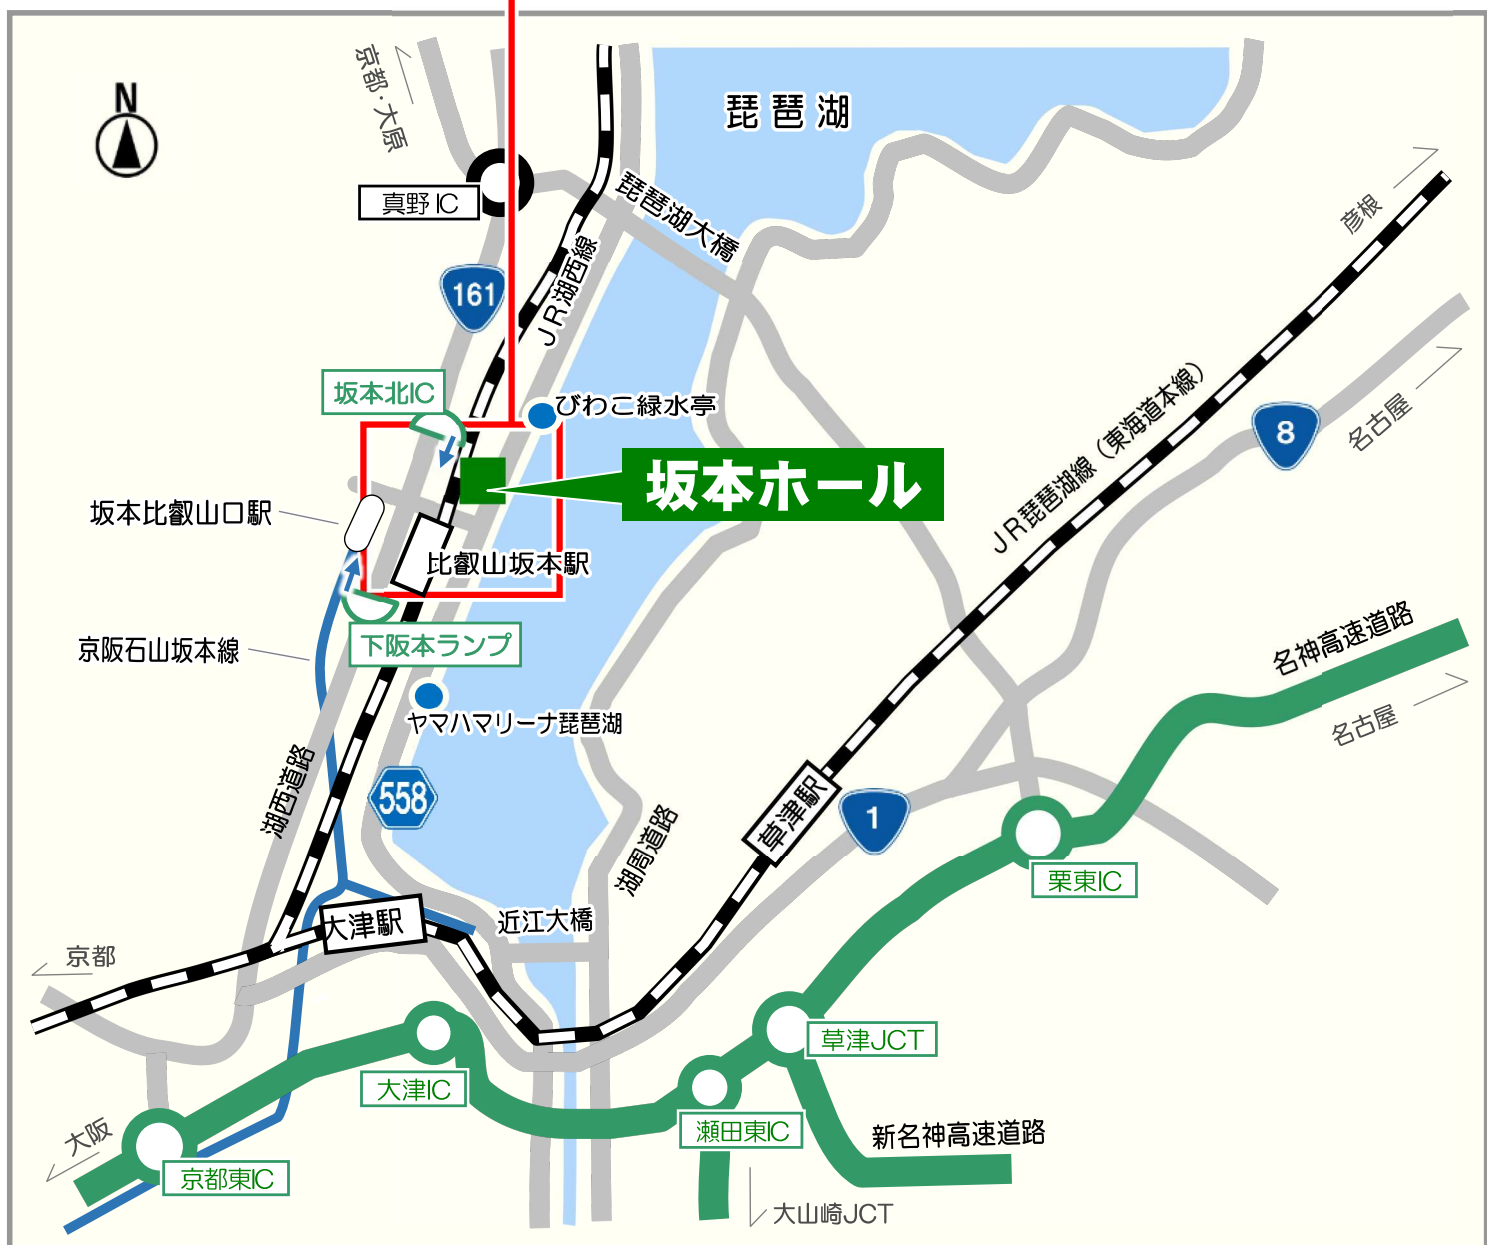 京都・大原
N
琵琶湖
真野IC
琵琶湖大橋
彦根
JR湖西線
161
坂本北IC
びわこ緑水亭
JR琵琶湖線（東海道本線）
8
名古屋
坂本ホール
坂本比叡山口駅
比叡山坂本駅
京阪石山坂本線
下阪本ランプ
名神高速道路
名古屋
ヤマハマリーナ琵琶湖
湖西道路
558
草津駅
1
湖周道路
栗東IC
大津駅
近江大橋
京都
草津JCT
大津IC
瀬田東IC
新名神高速道路
大阪
京都東IC
大山崎JCT